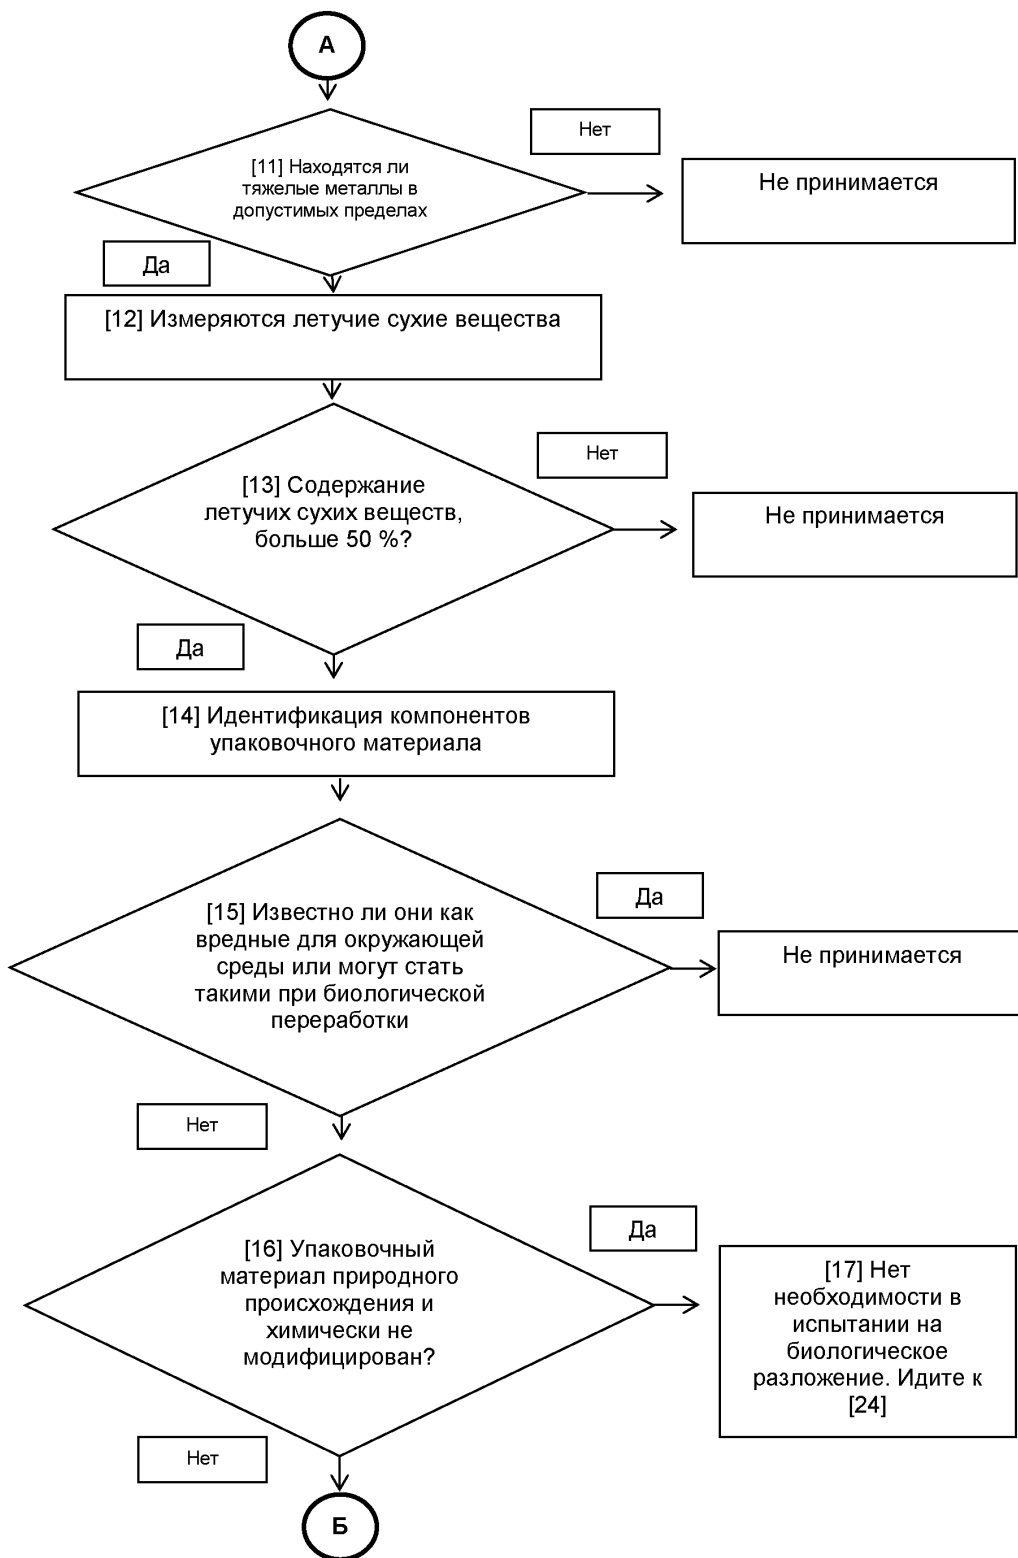 А
Нет
[11] Находятся ли
тяжелые металлы в
допустимых пределах
Не принимается
Да
[12] Измеряются летучие сухие вещества
Нет
[13] Содержание
летучих сухих веществ,
больше 50 %?
Не принимается
Да
[14] Идентификация компонентов
упаковочного материала
Да
[15] Известно ли они как
вредные для окружающей
среды или могут стать
такими при биологической
переработки
Не принимается
Нет
Да
[16] Упаковочный
материал природного
происхождения и
химически не
модифицирован?
[17] Нет
необходимости в
испытании на
биологическое
разложение. Идите к
[24]
Нет
Б